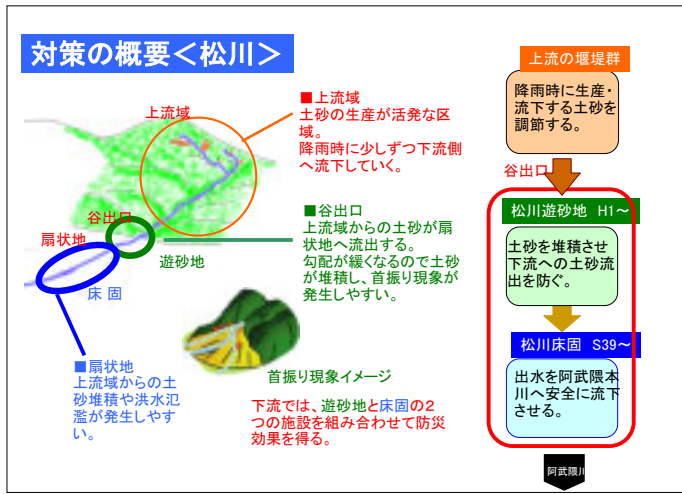 対策の概要＜松川＞
上流域
谷出口
扇状地
遊砂地
床 固
■上流域
土砂の生産が活発な区
域。
降雨時に少しずつ下流側
へ流下していく。
■谷出口
上流域からの土砂が扇
状地へ流出する。
勾配が緩くなるので土砂
が堆積し、首振り現象が
発生しやすい。
■扇状地
上流域からの土
砂堆積や洪水氾
濫が発生しやす
い。
首振り現象イメージ
下流では、遊砂地と床固の２
つの施設を組み合わせて防災
効果を得る。
上流の堰堤群
降雨時に生産・
流下する土砂を
調節する。
谷出口
松川遊砂地 H1～
土砂を堆積させ
下流への土砂流
出を防ぐ。
松川床固 S39～
出水を阿武隈本
川へ安全に流下
させる。
阿武隈川